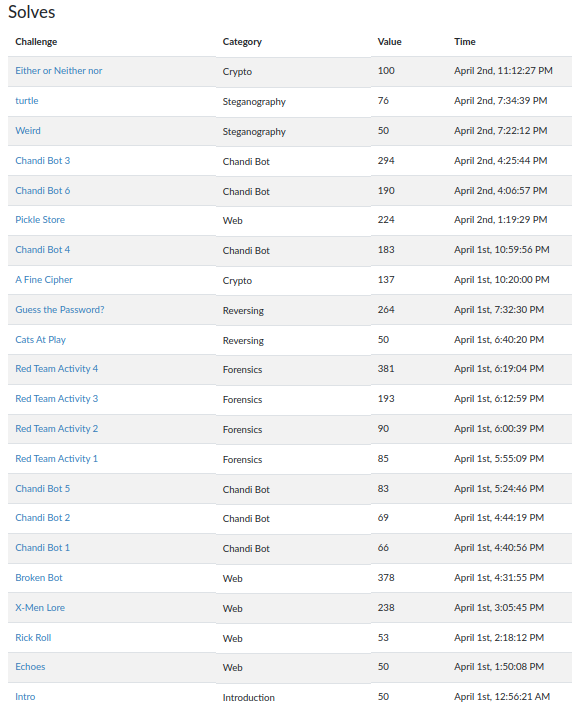 Solves
Challenge Category Value Time
Either or Neither nor Crypto 100 April 2nd, 11:12:27 PM
turtle Steganography 76 April 2nd, 7:34:39 PM
Weird Steganography 50 April 2nd, 7:22:12 PM
Chandi Bot 3 Chandi Bot 294 April 2nd, 4:25:44 PM
Chandi Bot 6 Chandi Bot 190 April 2nd, 4:06:57 PM
Pickle Store Web 224 April 2nd, 1:19:29 PM
Chandi Bot 4 Chandi Bot 183 April 1st, 10:59:56 PM
A Fine Cipher Crypto 137 April 1st, 10:20:00 PM
Guess the Password? Reversing 264 April 1st, 7:32:30 PM
Cats At Play Reversing 50 April 1st, 6:40:20 PM
Red Team Activity 4 Forensics 381 April 1st, 6:19:04 PM
Red Team Activity 3 Forensics 193 April 1st, 6:12:59 PM
Red Team Activity 2 Forensics 90 April 1st, 6:00:39 PM
Red Team Activity 1 Forensics 85 April 1st, 5:55:09 PM
Chandi Bot 5 Chandi Bot 83 April 1st, 5:24:46 PM
Chandi Bot 2 Chandi Bot 69 April 1st, 4:44:19 PM
Chandi Bot 1 Chandi Bot 66 April 1st, 4:40:56 PM
Broken Bot Web 378 April 1st, 4:31:55 PM
X-Men Lore Web 238 April 1st, 3:05:45 PM
Rick Roll Web 53 April 1st, 2:18:12 PM
Echoes Web 50 April 1st, 1:50:08 PM
Intro Introduction 50 April 1st, 12:56:21 AM